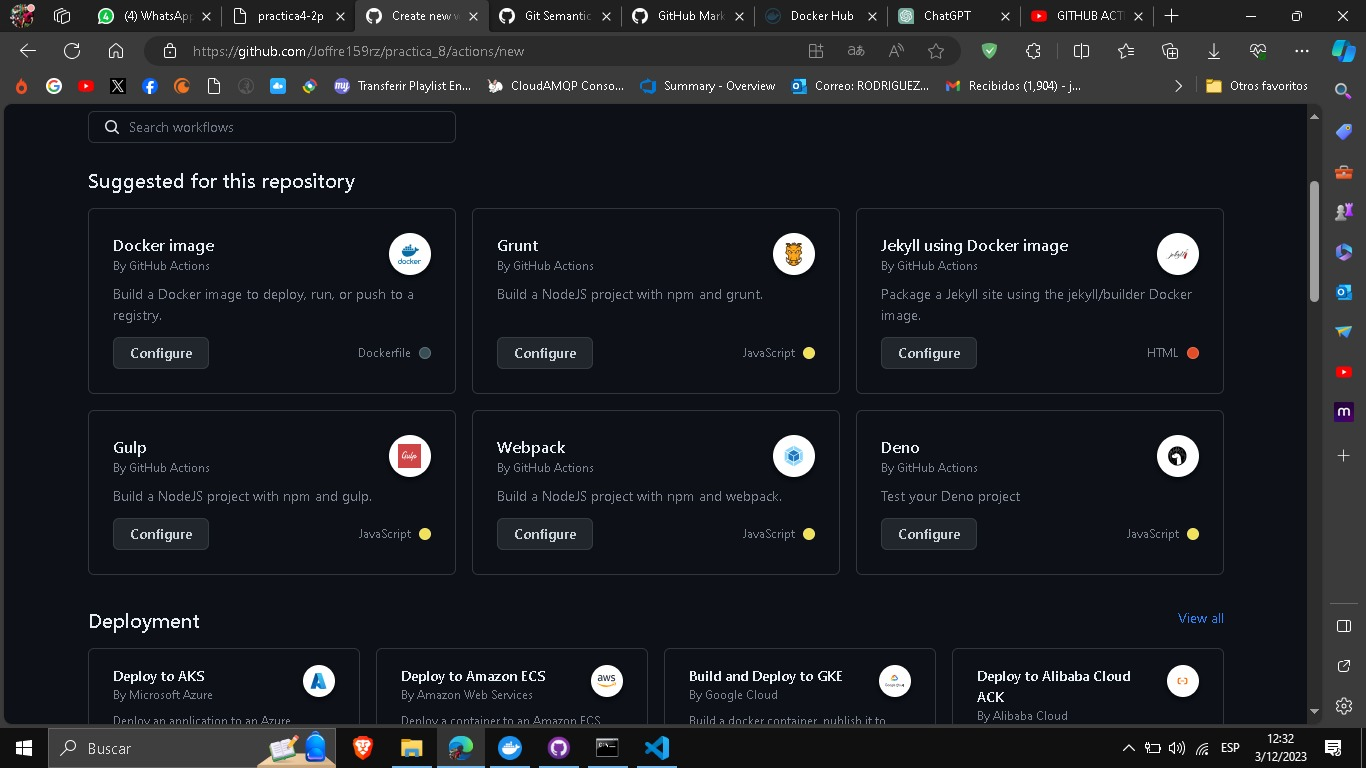 (4) WhatsApp
practica4-2p
Create new w
Git Semantic
GitHub Mark
Docker Hub
ChatGPT
GITHUB ACTI
https://github.com/Joffre159rz/practica_8/actions/new
Transferir Playlist En...
CloudAMQP Conso...
Summary - Overview
Correo: RODRIGUEZ...
Recibidos (1,904) - j...
Otros favoritos
Search workflows
Suggested for this repository
Docker image
By GitHub Actions
Build a Docker image to deploy, run, or push to a
registry.
Configure
Dockerfile
Grunt
By GitHub Actions
Build a NodeJS project with npm and grunt.
Configure
JavaScript
Jekyll using Docker image
By GitHub Actions
Package a Jekyll site using the jekyll/builder Docker
image.
Configure
HTML
Gulp
By GitHub Actions
Build a NodeJS project with npm and gulp.
Configure
JavaScript
Webpack
By GitHub Actions
Build a NodeJS project with npm and webpack.
Configure
JavaScript
Deno
By GitHub Actions
Test your Deno project
Configure
JavaScript
Deployment
View all
Deploy to AKS
By Microsoft Azure
Deploy an application to an Azure
Deploy to Amazon ECS
By Amazon Web Services
Deploy a container to an Amazon ECS
aws
Build and Deploy to GKE
By Google Cloud
Build a docker container, publish it to
Deploy to Alibaba Cloud
ACK
By Alibaba Cloud
Buscar
ESP
12:32
3/12/2023